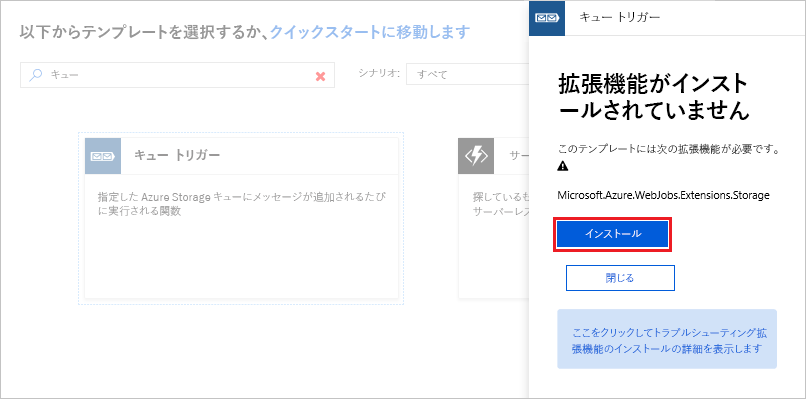 以下からテンプレートを選択するか、クイックスタートに移動します
キュー
シナリオ:
すべて
キュー トリガー
指定した Azure Storage キューにメッセージが追加されるたび
に実行される関数
サー
探しているも
サーバーレス
キュー トリガー
拡張機能がインスト
ールされていません
このテンプレートには次の拡張機能が必要です。
Microsoft.Azure.WebJobs.Extensions.Storage
インストール
閉じる
ここをクリックしてトラブルシューティング拡
張機能のインストールの詳細を表示します